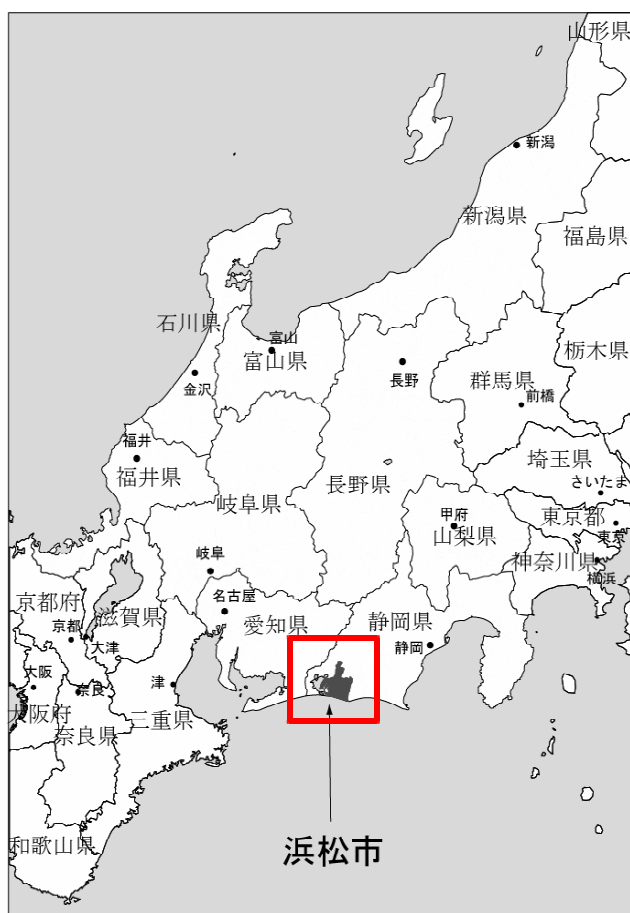 山形県
新潟
新潟県
福島県
石川県
富山
富山県
栃木県
長野
群馬県
金沢
前橋
福井
福井県
埼玉県
さいたま
長野県
岐阜県
甲府
山梨県
東京都
東京
神奈川県
横浜
岐阜
名古屋
京都府
滋賀県
愛知県
静岡県
京都
大津
静岡
大阪
奈良
津
大阪府
三重県
奈良県
和歌山県
浜松市